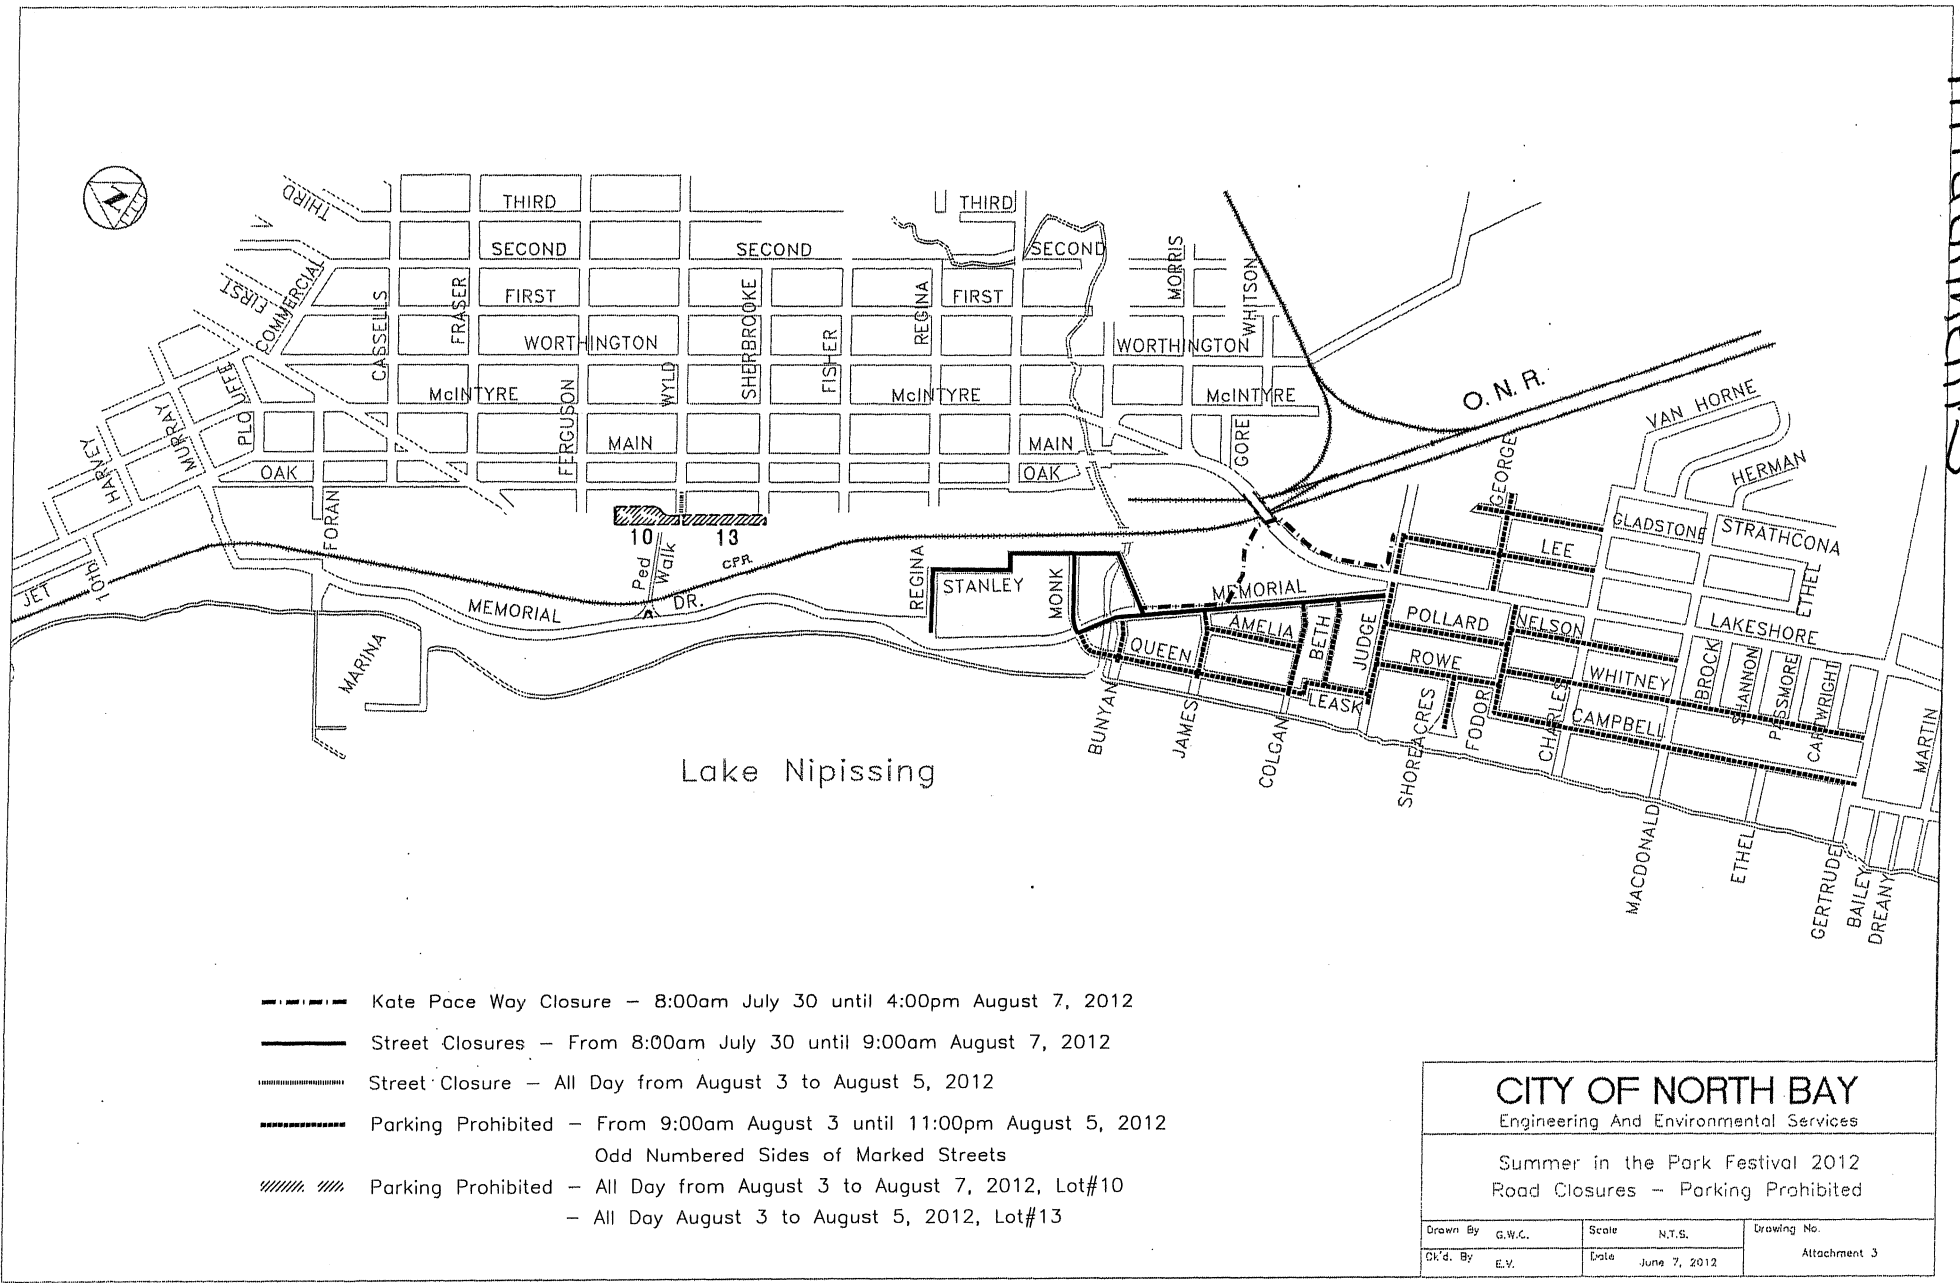 Attachments
N
THIRD
THIRD
THIRD
SECOND
SECOND
SECOND
FIRST
FIRST
FIRST
COMMERCIAL
CASSELLS
FRASER
SHERBROOKE
REGINA
MORRIS
WHITSON
WORTHINGTON
WORTHINGTON
FISHER
WYLD
FERGUSON
McINTYRE
McINTYRE
McINTYRE
PLOUFFE
MURRAY
HARVEY
MAIN
MAIN
OAK
OAK
GORE
O. N. R.
GEORGE
VAN HORNE
HERMAN
GLADSTONE
STRATHCONA
LEE
ETHEL
FORAN
10
13
Ped
Walk
CPR
JET
10th
MEMORIAL
DR.
REGINA
STANLEY
MONK
MEMORIAL
MARINA
AMELIA
QUEEN
BETH
JUDGE
LEASK
POLLARD
NELSON
LAKESHORE
ROWE
WHITNEY
BROCK
SHANNON
PASSMORE
CARTWRIGHT
CAMPBELL
MARTIN
BUNYAN
JAMES
COLGAN
SHOREACRES
FODOR
CHARLES
MACDONALD
ETHEL
GERTRUDE
BAILEY
DREANY
Lake Nipissing
Kate Pace Way Closure – 8:00am July 30 until 4:00pm August 7, 2012
Street Closures – From 8:00am July 30 until 9:00am August 7, 2012
Street Closure – All Day from August 3 to August 5, 2012
Parking Prohibited – From 9:00am August 3 until 11:00pm August 5, 2012
Odd Numbered Sides of Marked Streets
Parking Prohibited – All Day from August 3 to August 7, 2012, Lot#10
– All Day August 3 to August 5, 2012, Lot#13
CITY OF NORTH BAY
Engineering And Environmental Services
Summer in the Park Festival 2012
Road Closures – Parking Prohibited
Drawn By G.W.C.
Scale N.T.S.
Drawing No.
Ck'd. By E.V.
Date June 7, 2012
Attachment 3